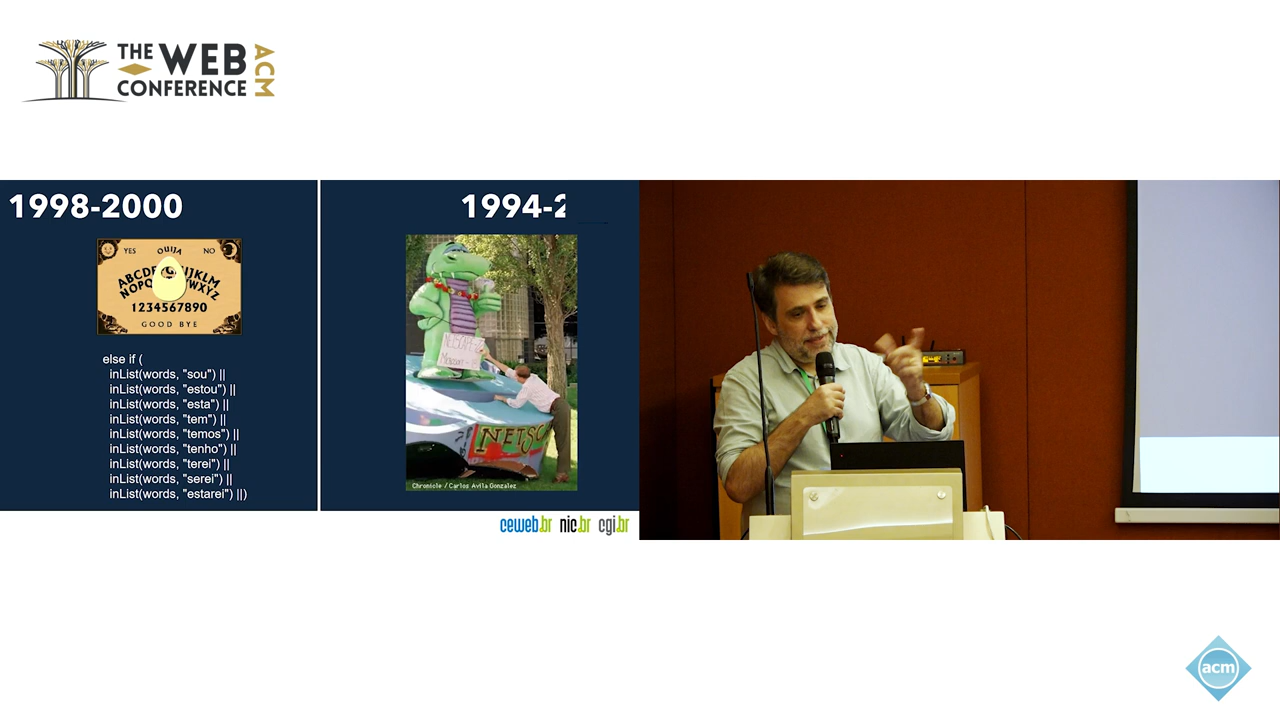 THE WEB
CONFERENCE
ACM
1998-2000
YES OUIJA NO
1234567890
GOOD BYE
else if (
inList(words, "sou") ||
inList(words, "estou") ||
inList(words, "esta") ||
inList(words, "tem") ||
inList(words, "temos") ||
inList(words, "tenho") ||
inList(words, "terei") ||
inList(words, "serei") ||
inList(words, "estarei") ||)
1994-2
NETSC
Chronicle / Carlos Avila Gonzalez
ceweb.br nic.br cgi.br
acm